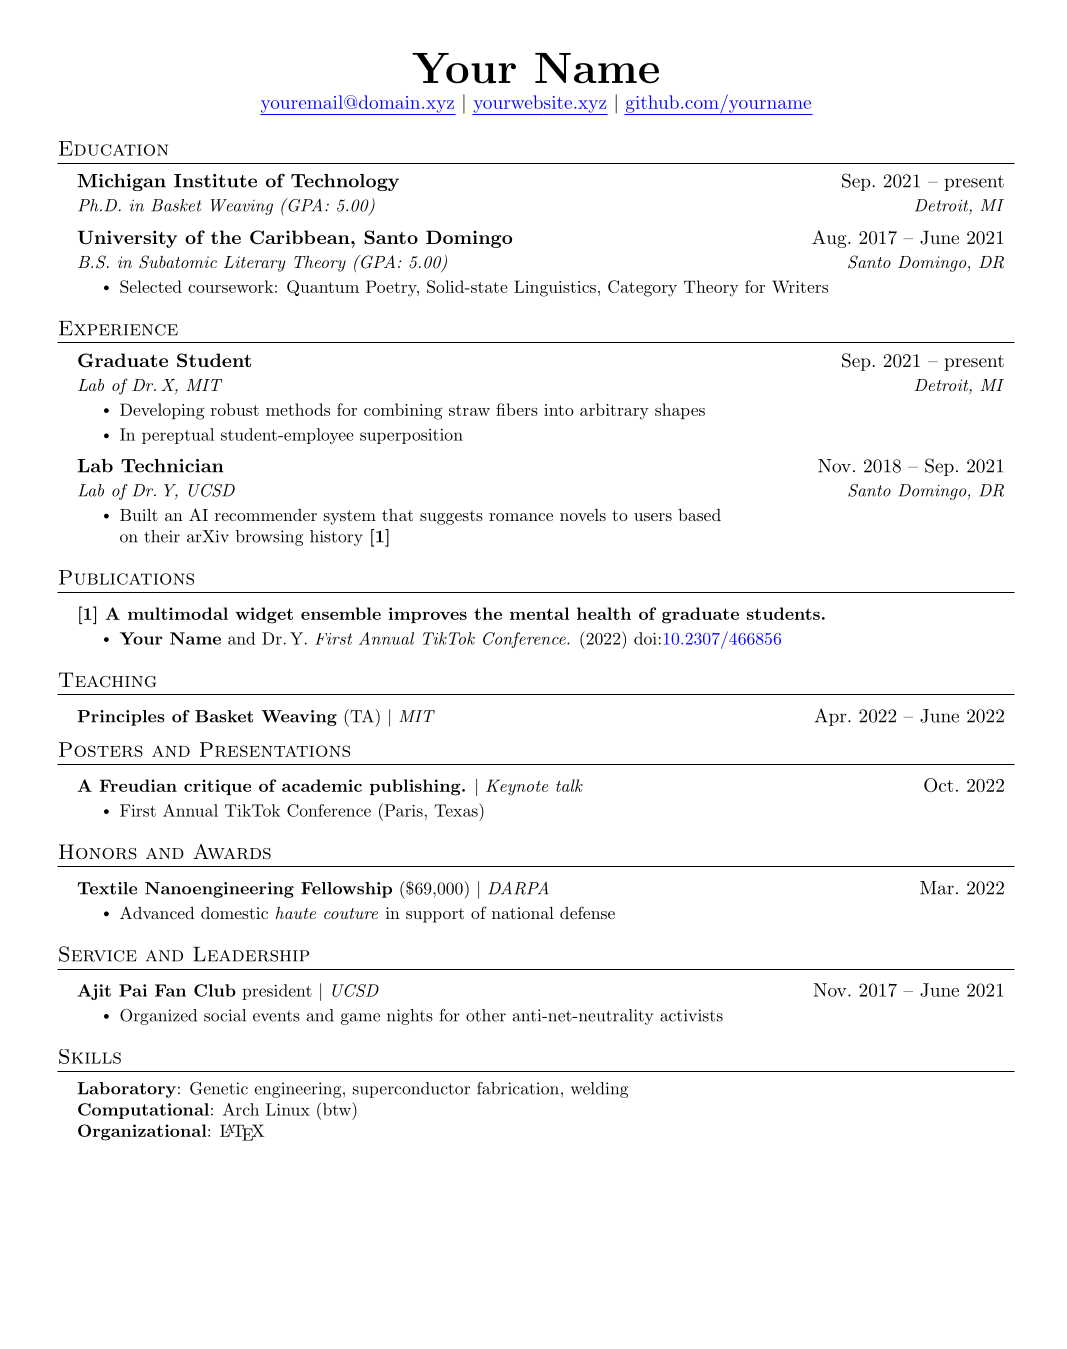 Your Name
youremail@domain.xyz | yourwebsite.xyz | github.com/yourname
Education
Michigan Institute of Technology Sep. 2021 – present
Ph.D. in Basket Weaving (GPA: 5.00) Detroit, MI
University of the Caribbean, Santo Domingo Aug. 2017 – June 2021
B.S. in Subatomic Literary Theory (GPA: 5.00) Santo Domingo, DR
• Selected coursework: Quantum Poetry, Solid-state Linguistics, Category Theory for Writers
Experience
Graduate Student Sep. 2021 – present
Lab of Dr. X, MIT Detroit, MI
• Developing robust methods for combining straw fibers into arbitrary shapes
• In pereptual student-employee superposition
Lab Technician Nov. 2018 – Sep. 2021
Lab of Dr. Y, UCSD Santo Domingo, DR
• Built an AI recommender system that suggests romance novels to users based
on their arXiv browsing history [1]
Publications
[1] A multimodal widget ensemble improves the mental health of graduate students.
• Your Name and Dr. Y. First Annual TikTok Conference. (2022) doi:10.2307/466856
Teaching
Principles of Basket Weaving (TA) | MIT Apr. 2022 – June 2022
Posters and Presentations
A Freudian critique of academic publishing. | Keynote talk Oct. 2022
• First Annual TikTok Conference (Paris, Texas)
Honors and Awards
Textile Nanoengineering Fellowship ($69,000) | DARPA Mar. 2022
• Advanced domestic haute couture in support of national defense
Service and Leadership
Ajit Pai Fan Club president | UCSD Nov. 2017 – June 2021
• Organized social events and game nights for other anti-net-neutrality activists
Skills
Laboratory: Genetic engineering, superconductor fabrication, welding
Computational: Arch Linux (btw)
Organizational: LATEX